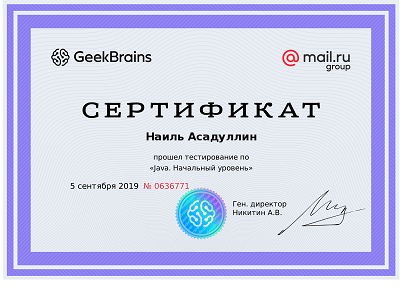 GeekBrains
@mail.ru
group
СЕРТИФИКАТ
Наиль Асадуллин
прошел тестирование по
«Java. Начальный уровень»
5 сентября 2019 № 0636771
Ген. директор
Никитин А.В.